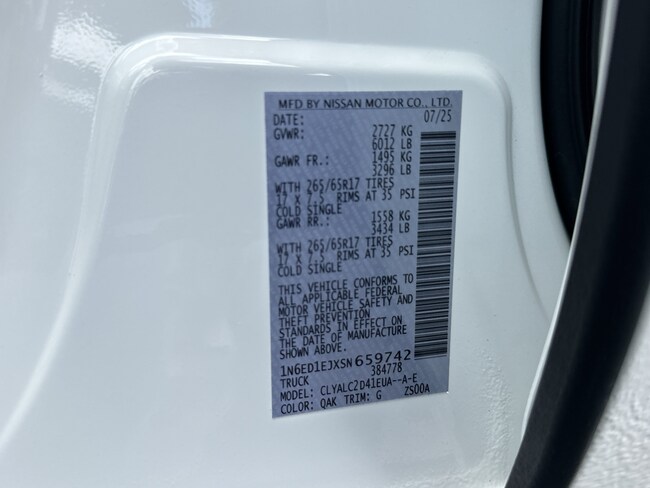 MFD BY NISSAN MOTOR CO., LTD.
DATE: 07/25
GVWR: 2727 KG
6012 LB
GAWR FR.: 1495 KG
3296 LB
WITH 265/65R17 TIRES
17 X 7.5 RIMS AT 35 PSI
COLD SINGLE
GAWR RR.: 1558 KG
3434 LB
WITH 265/65R17 TIRES
17 X 7.5 RIMS AT 35 PSI
COLD SINGLE
THIS VEHICLE CONFORMS TO
ALL APPLICABLE FEDERAL
MOTOR VEHICLE SAFETY AND
THEFT PREVENTION
STANDARDS IN EFFECT ON
THE DATE OF MANUFACTURE
SHOWN ABOVE.
1N6ED1EJXSN659742
TRUCK 384778
MODEL: CLYALC2D41EUA--A-E
COLOR: QAK TRIM: G ZS00A